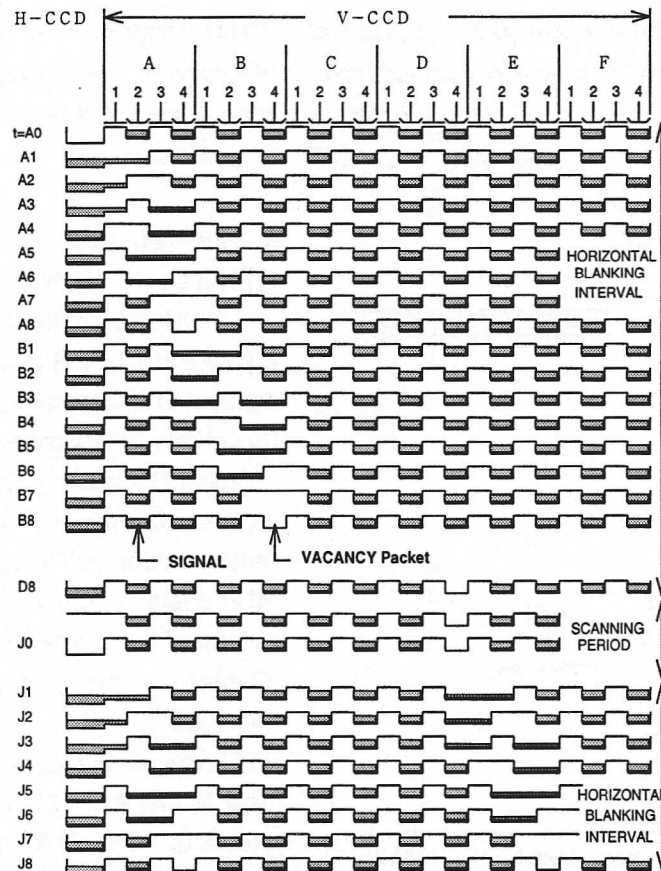 H-CCD V-CCD
A B C D E F
1 2 3 4 1 2 3 4 1 2 3 4 1 2 3 4 1 2 3 4 1 2 3 4
t=A0
A1
A2
A3
A4
A5 HORIZONTAL
A6 BLANKING
A7 INTERVAL
A8
B1
B2
B3
B4
B5
B6
B7
B8
SIGNAL VACANCY Packet
D8
SCANNING
J0 PERIOD
J1
J2
J3
J4
J5 HORIZONTAL
J6 BLANKING
J7 INTERVAL
J8